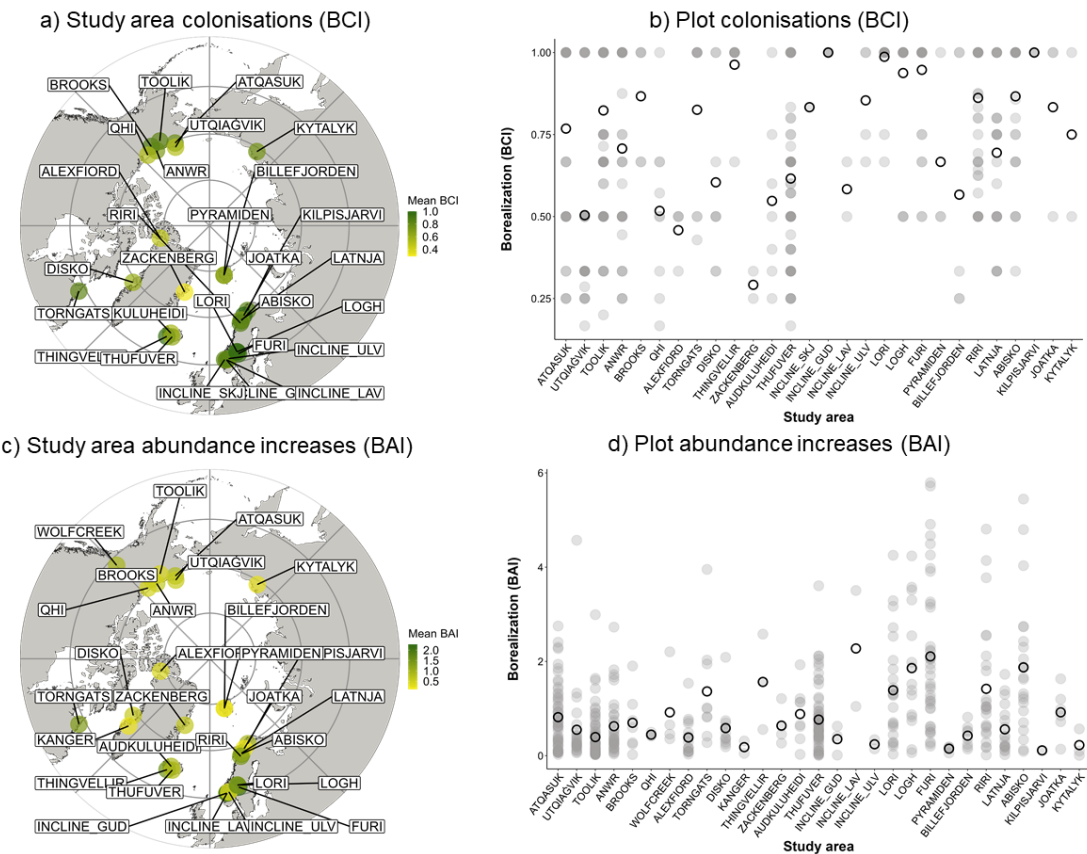 a) Study area colonisations (BCI)
BROOKS
TOOLIK
ATQASUK
QHI
UTQIAĠVIK
KYTALYK
ALEXFIORD
ANWR
BILLEFJORDEN
RIRI
PYRAMIDEN
KILPISJARVI
DISKO
ZACKENBERG
JOATKA
LATNJA
TORNGATS
KULUHEIDI
LORI
ABISKO
LOGH
THINGVEL
THUFUVER
FURI
INCLINE_ULV
INCLINE_SKJ
LINE_G
INCLINE_LAV
Mean BCI
1.0
0.8
0.6
0.4
b) Plot colonisations (BCI)
Borealization (BCI)
1.00
0.75
0.50
0.25
ATQASUK
UTQIAĠVIK
TOOLIK
ANWR
BROOKS
QHI
ALEXFIORD
TORNGATS
DISKO
THINGVELLIR
ZACKENBERG
AUDKULUHEIDI
THUFUVER
INCLINE_SKJ
INCLINE_GUD
INCLINE_LAV
INCLINE_ULV
LORI
LOGH
FURI
PYRAMIDEN
BILLEFJORDEN
RIRI
LATNJA
ABISKO
KILPISJARVI
JOATKA
KYTALYK
Study area
c) Study area abundance increases (BAI)
TOOLIK
WOLFCREEK
ATQASUK
BROOKS
UTQIAĠVIK
KYTALYK
QHI
ANWR
BILLEFJORDEN
DISKO
ALEXFIO
PYRAMIDEN
PISJARVI
TORNGATS
ZACKENBERG
JOATKA
LATNJA
KANGER
AUDKULUHEIDI
RIRI
ABISKO
THINGVELLIR
THUFUVER
LORI
LOGH
INCLINE_GUD
INCLINE_LA
INCLINE_ULV
FURI
Mean BAI
2.0
1.5
1.0
0.5
d) Plot abundance increases (BAI)
Borealization (BAI)
6
4
2
0
ATQASUK
UTQIAĠVIK
TOOLIK
ANWR
BROOKS
QHI
WOLFCREEK
ALEXFIORD
TORNGATS
DISKO
KANGER
THINGVELLIR
ZACKENBERG
AUDKULUHEIDI
THUFUVER
INCLINE_GUD
INCLINE_LAV
INCLINE_ULV
LORI
LOGH
FURI
PYRAMIDEN
BILLEFJORDEN
RIRI
LATNJA
ABISKO
KILPISJARVI
JOATKA
KYTALYK
Study area